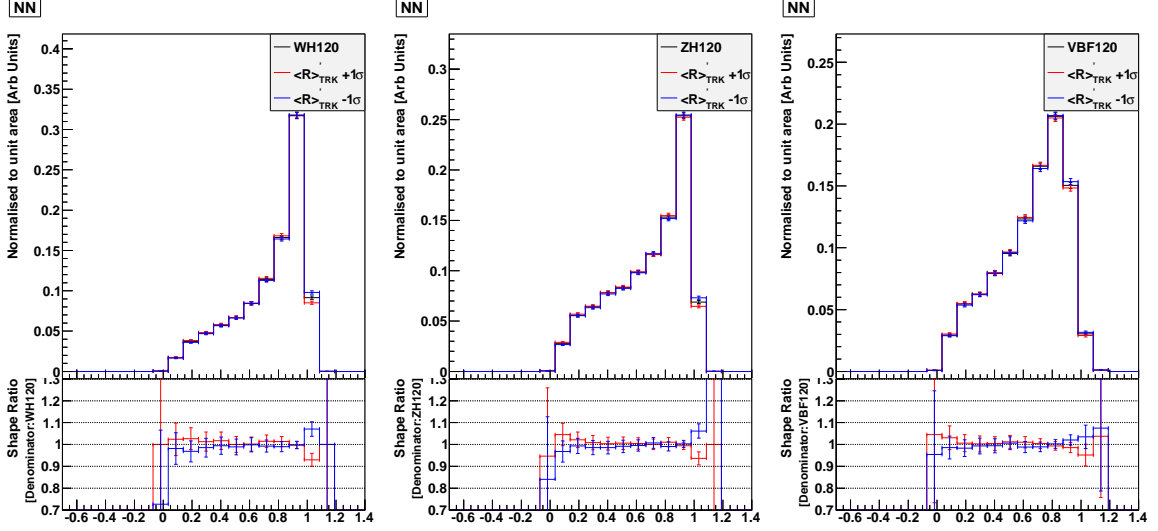 NN
Normalised to unit area [Arb Units]
0.4
0.35
0.3
0.25
0.2
0.15
0.1
0.05
0
WH120
<R>TRK +1σ
<R>TRK -1σ
Shape Ratio
[Denominator:WH120]
1.3
1.2
1.1
1
0.9
0.8
0.7
-0.6 -0.4 -0.2 0 0.2 0.4 0.6 0.8 1 1.2 1.4
NN
Normalised to unit area [Arb Units]
0.3
0.25
0.2
0.15
0.1
0.05
0
ZH120
<R>TRK +1σ
<R>TRK -1σ
Shape Ratio
[Denominator:ZH120]
1.3
1.2
1.1
1
0.9
0.8
0.7
-0.6 -0.4 -0.2 0 0.2 0.4 0.6 0.8 1 1.2 1.4
NN
Normalised to unit area [Arb Units]
0.25
0.2
0.15
0.1
0.05
0
VBF120
<R>TRK +1σ
<R>TRK -1σ
Shape Ratio
[Denominator:VBF120]
1.3
1.2
1.1
1
0.9
0.8
0.7
-0.6 -0.4 -0.2 0 0.2 0.4 0.6 0.8 1 1.2 1.4